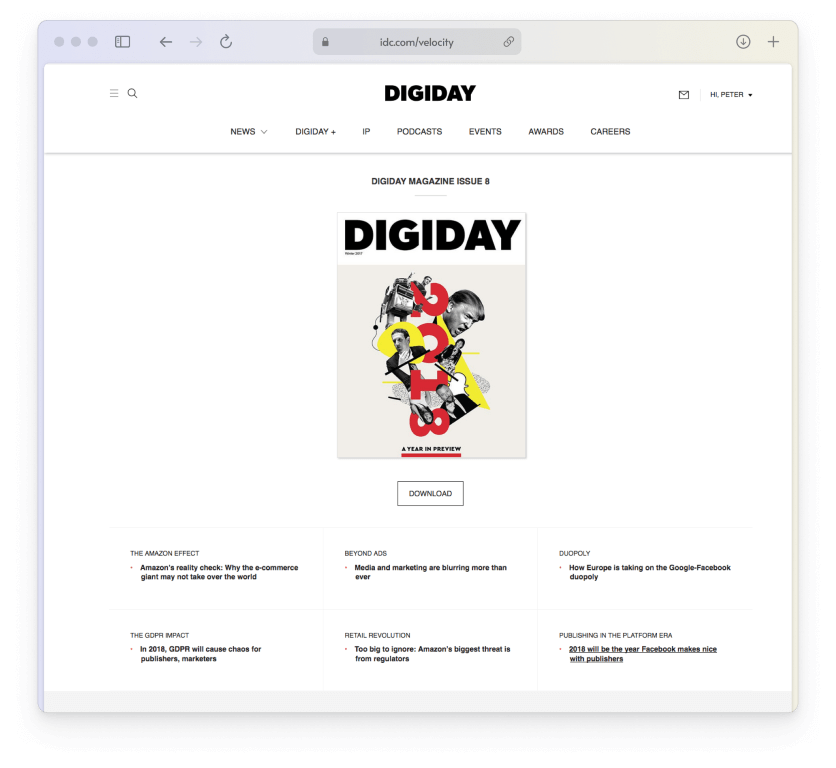 idc.com/velocity
DIGIDAY
HI, PETER
NEWS
DIGIDAY +
IP
PODCASTS
EVENTS
AWARDS
CAREERS
DIGIDAY MAGAZINE ISSUE 8
DIGIDAY
Winter 2017
2018
A YEAR IN PREVIEW
DOWNLOAD
THE AMAZON EFFECT
Amazon's reality check: Why the e-commerce
giant may not take over the world
BEYOND ADS
Media and marketing are blurring more than
ever
DUOPOLY
How Europe is taking on the Google-Facebook
duopoly
THE GDPR IMPACT
In 2018, GDPR will cause chaos for
publishers, marketers
RETAIL REVOLUTION
Too big to ignore: Amazon's biggest threat is
from regulators
PUBLISHING IN THE PLATFORM ERA
2018 will be the year Facebook makes nice
with publishers